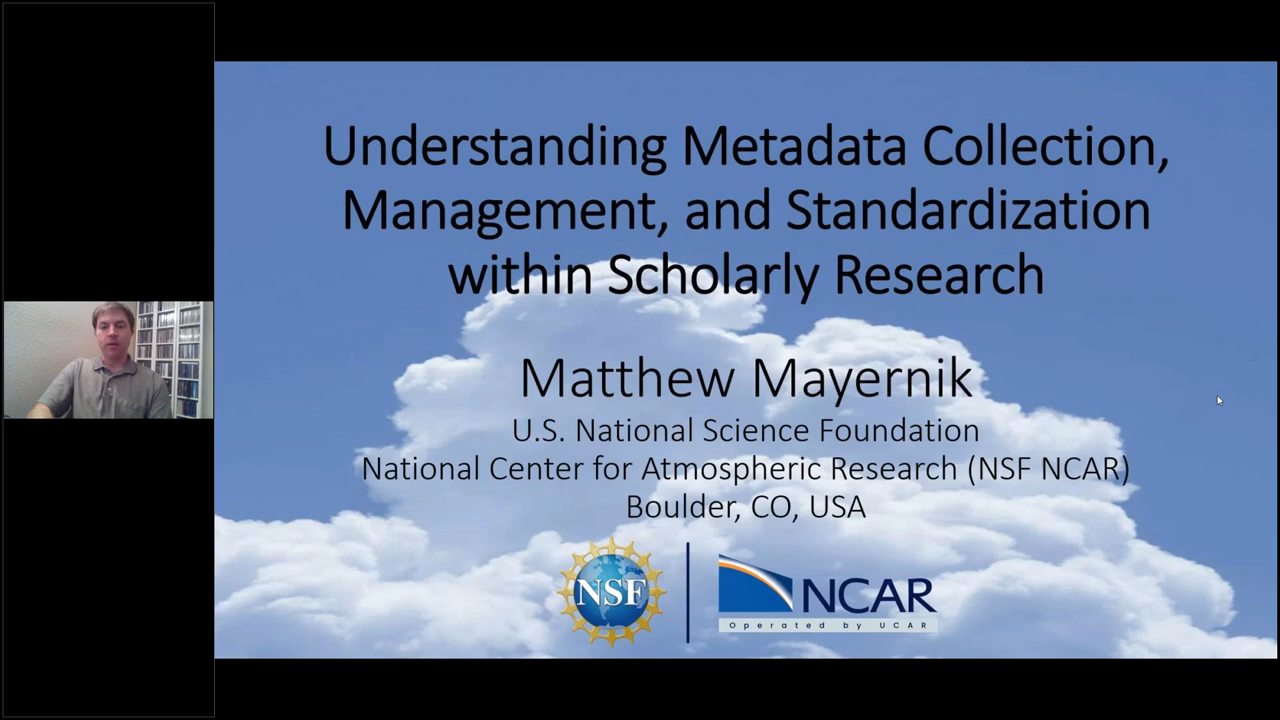 Understanding Metadata Collection,
Management, and Standardization
within Scholarly Research
Matthew Mayernik
U.S. National Science Foundation
National Center for Atmospheric Research (NSF NCAR)
Boulder, CO, USA
NSF
NCAR
Operated by UCAR